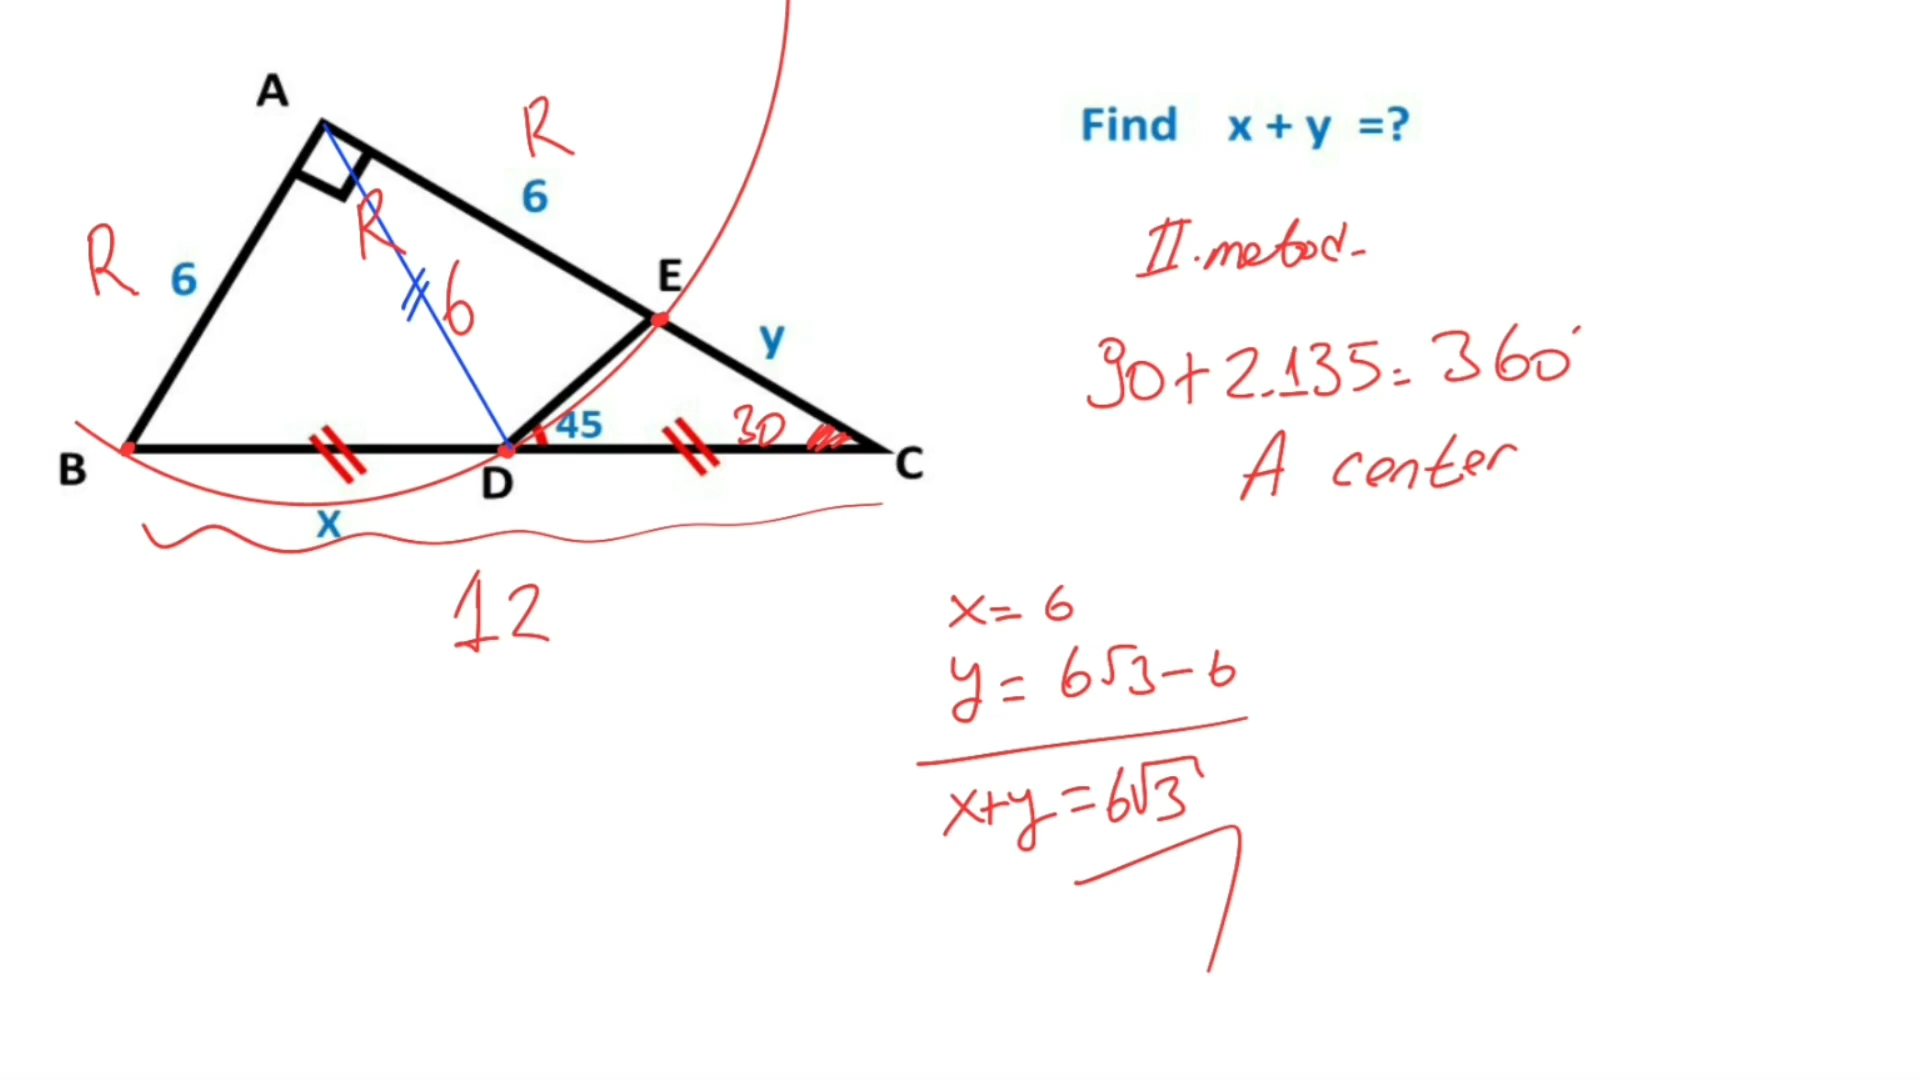 A
R
6
R
R
6
6
E
y
45
30
B
D
C
x
12
Find x + y =?
II.metod-
90+2.135=360°
A center
x=6
y=6√3-6
x+y=6√3